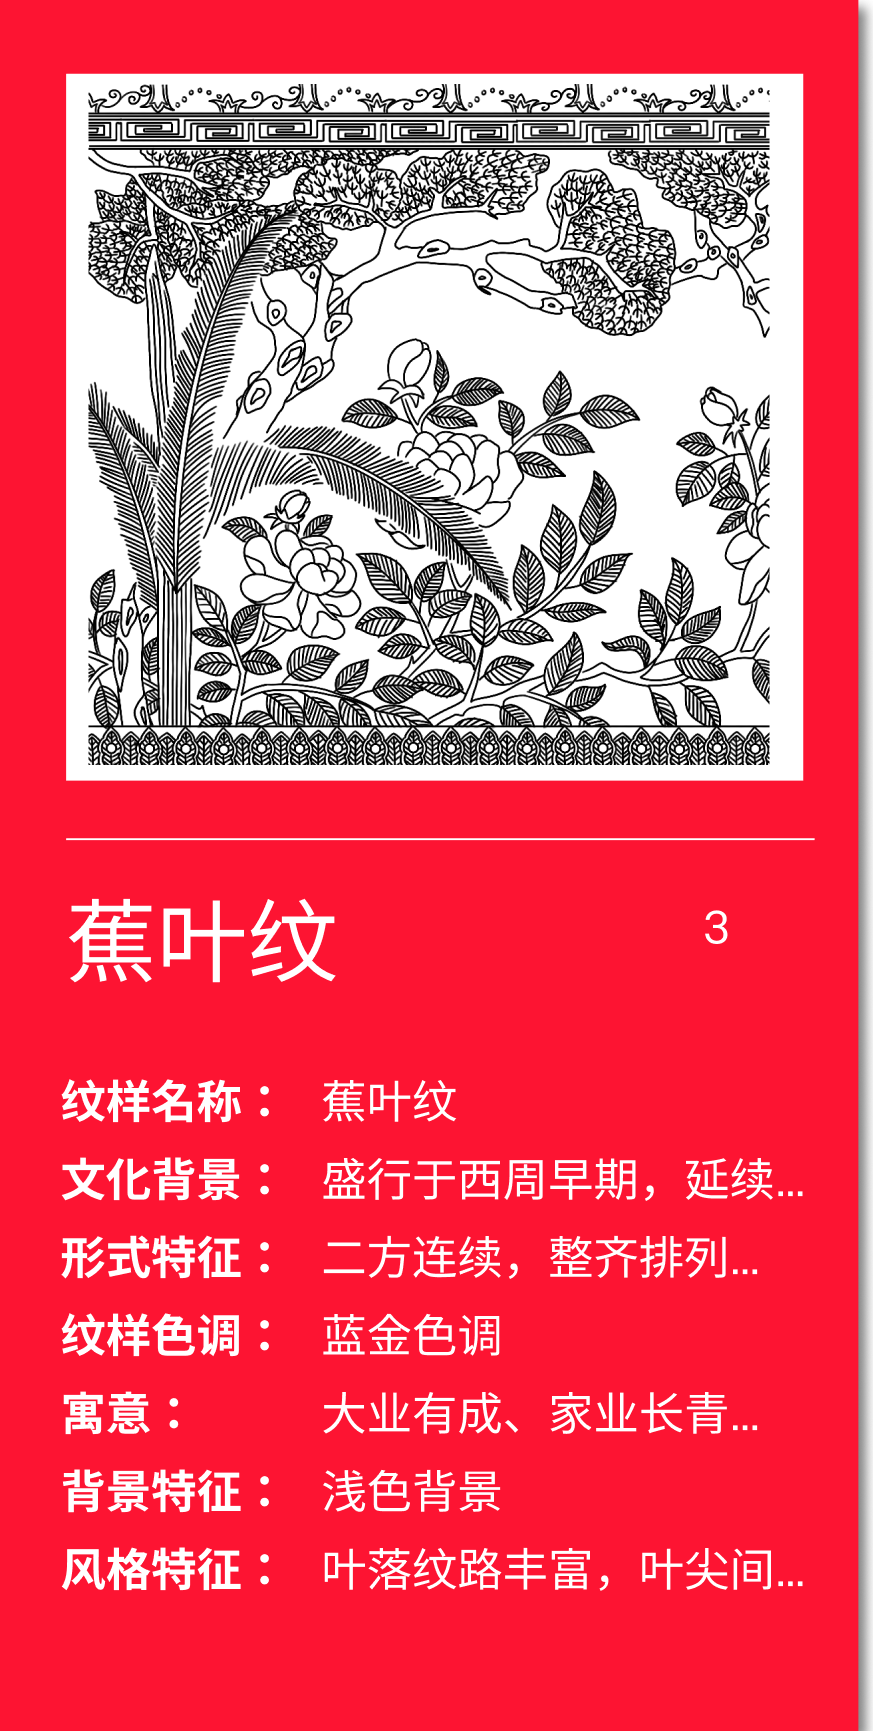 蕉叶纹 3
纹样名称： 蕉叶纹
文化背景： 盛行于西周早期，延续...
形式特征： 二方连续，整齐排列...
纹样色调： 蓝金色调
寓意： 大业有成、家业长青...
背景特征： 浅色背景
风格特征： 叶落纹路丰富，叶尖间...